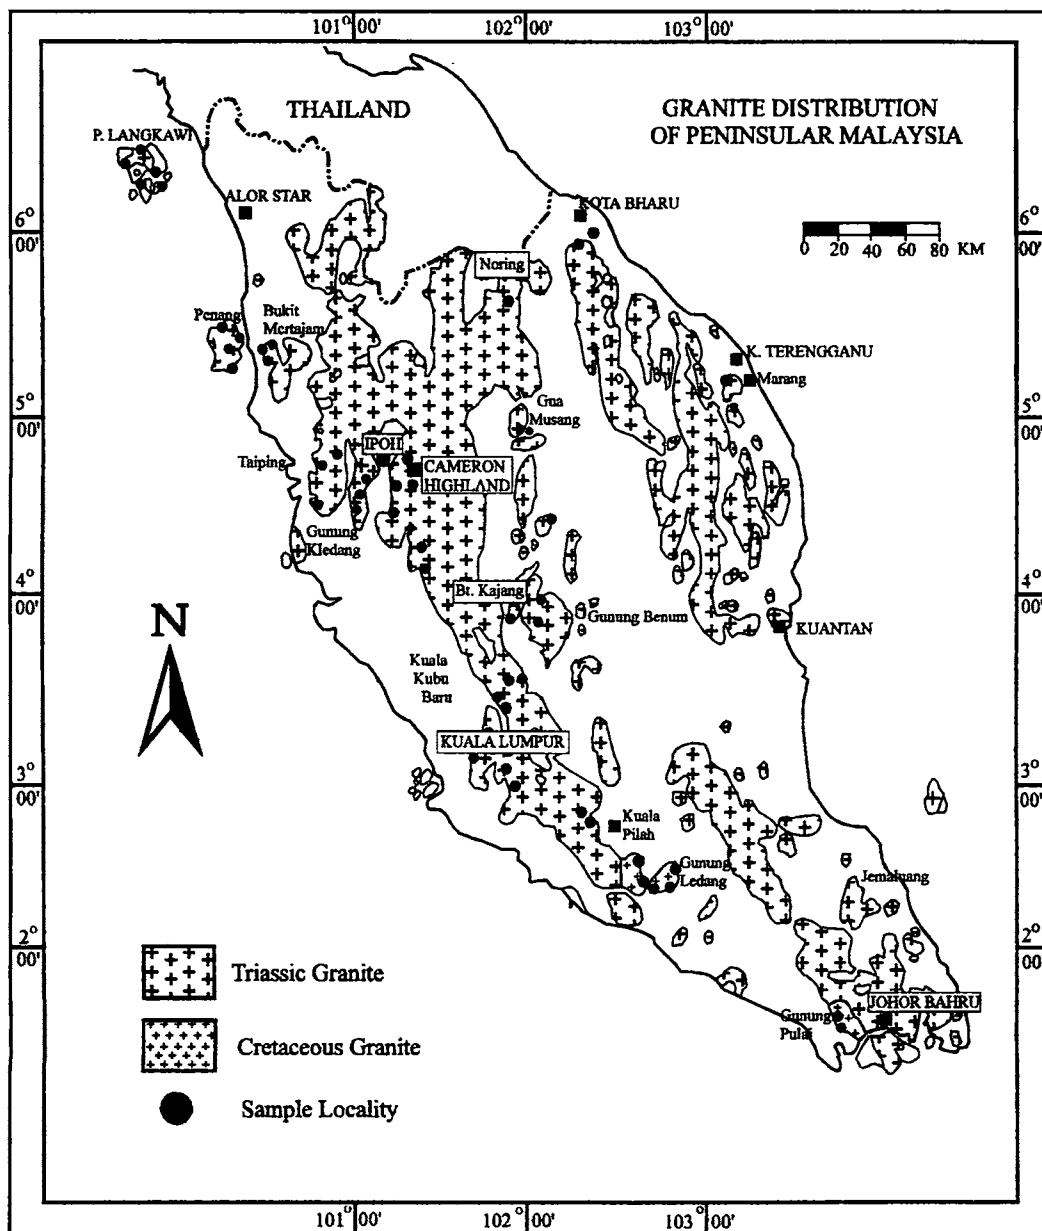 101°00'
102°00'
103°00'
THAILAND
GRANITE DISTRIBUTION
OF PENINSULAR MALAYSIA
P. LANGKAWI
ALOR STAR
KOTA BHARU
6°
00'
6°
00'
0 20 40 60 80 KM
Noring
Penang
Bukit
Mertajam
K. TERENGGANU
Marang
Gua
Musang
5°
00'
5°
00'
IPOH
Taiping
CAMERON
HIGHLAND
Gunung
Kledang
4°
00'
4°
00'
Bt. Kajang
Gunung Benum
KUANTAN
N
Kuala
Kubu
Baru
KUALA LUMPUR
3°
00'
3°
00'
Kuala
Pilah
Gunung
Ledang
Jemaluang
2°
00'
2°
00'
Triassic Granite
JOHOR BAHRU
Gunung
Pulai
Cretaceous Granite
Sample Locality
101°00'
102°00'
103°00'